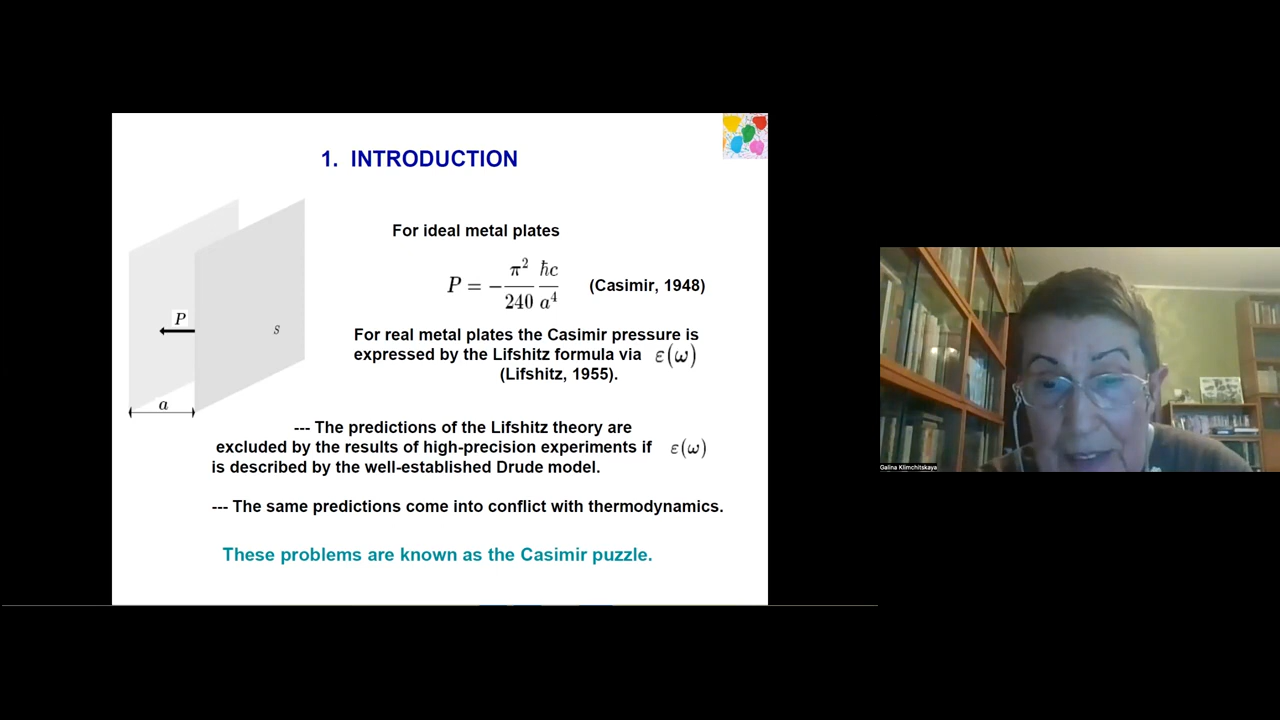 1. INTRODUCTION
For ideal metal plates
P = − π² / 240 ħc / a⁴ (Casimir, 1948)
For real metal plates the Casimir pressure is
expressed by the Lifshitz formula via ε(ω)
(Lifshitz, 1955).
P
s
a
--- The predictions of the Lifshitz theory are
excluded by the results of high-precision experiments if ε(ω)
is described by the well-established Drude model.
--- The same predictions come into conflict with thermodynamics.
These problems are known as the Casimir puzzle.
Galina Klimchitskaya